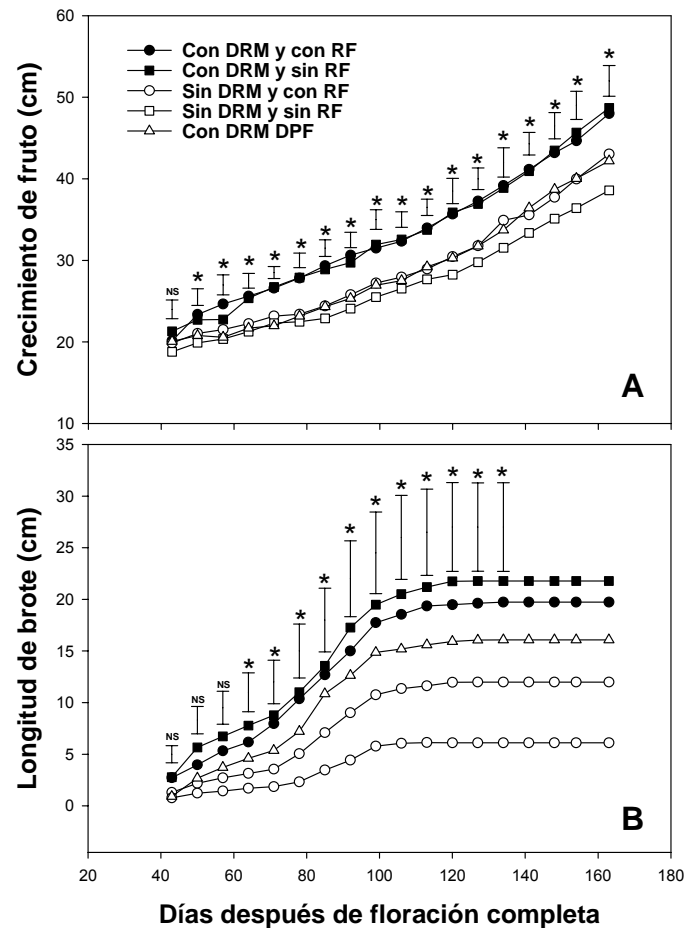 60
50
40
30
20
10
Crecimiento de fruto (cm)
Con DRM y con RF
Con DRM y sin RF
Sin DRM y con RF
Sin DRM y sin RF
Con DRM DPF
NS
* * * * * * * * * * * * * * * * *
A
35
30
25
20
15
10
5
0
Longitud de brote (cm)
NS
NS
NS
* * * * * * * * * * *
B
20 40 60 80 100 120 140 160 180
Días después de floración completa